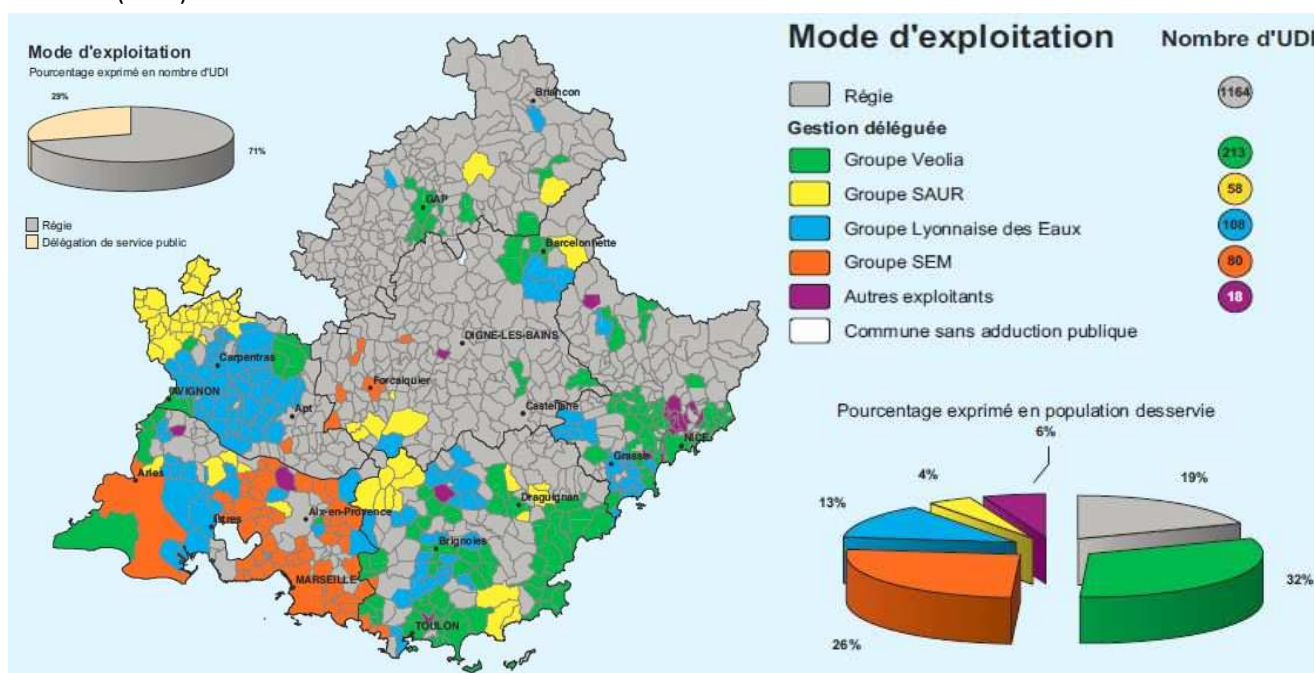 Mode d'exploitation
Pourcentage exprimé en nombre d'UDI
29%
71%
Régie
Délégation de service public
Briancon
GAP
Barcelonnette
DIGNE-LES-BAINS
Carpentras
AVIGNON
Forcalquier
Apt
Castellane
NICE
Grasse
Arles
Draguignan
Istres
Aix-en-Provence
Brignoles
MARSEILLE
TOULON
Mode d'exploitation Nombre d'UDI
Régie 1164
Gestion déléguée
Groupe Veolia 213
Groupe SAUR 58
Groupe Lyonnaise des Eaux 108
Groupe SEM 80
Autres exploitants 18
Commune sans adduction publique
Pourcentage exprimé en population desservie
6%
4%
19%
13%
32%
26%